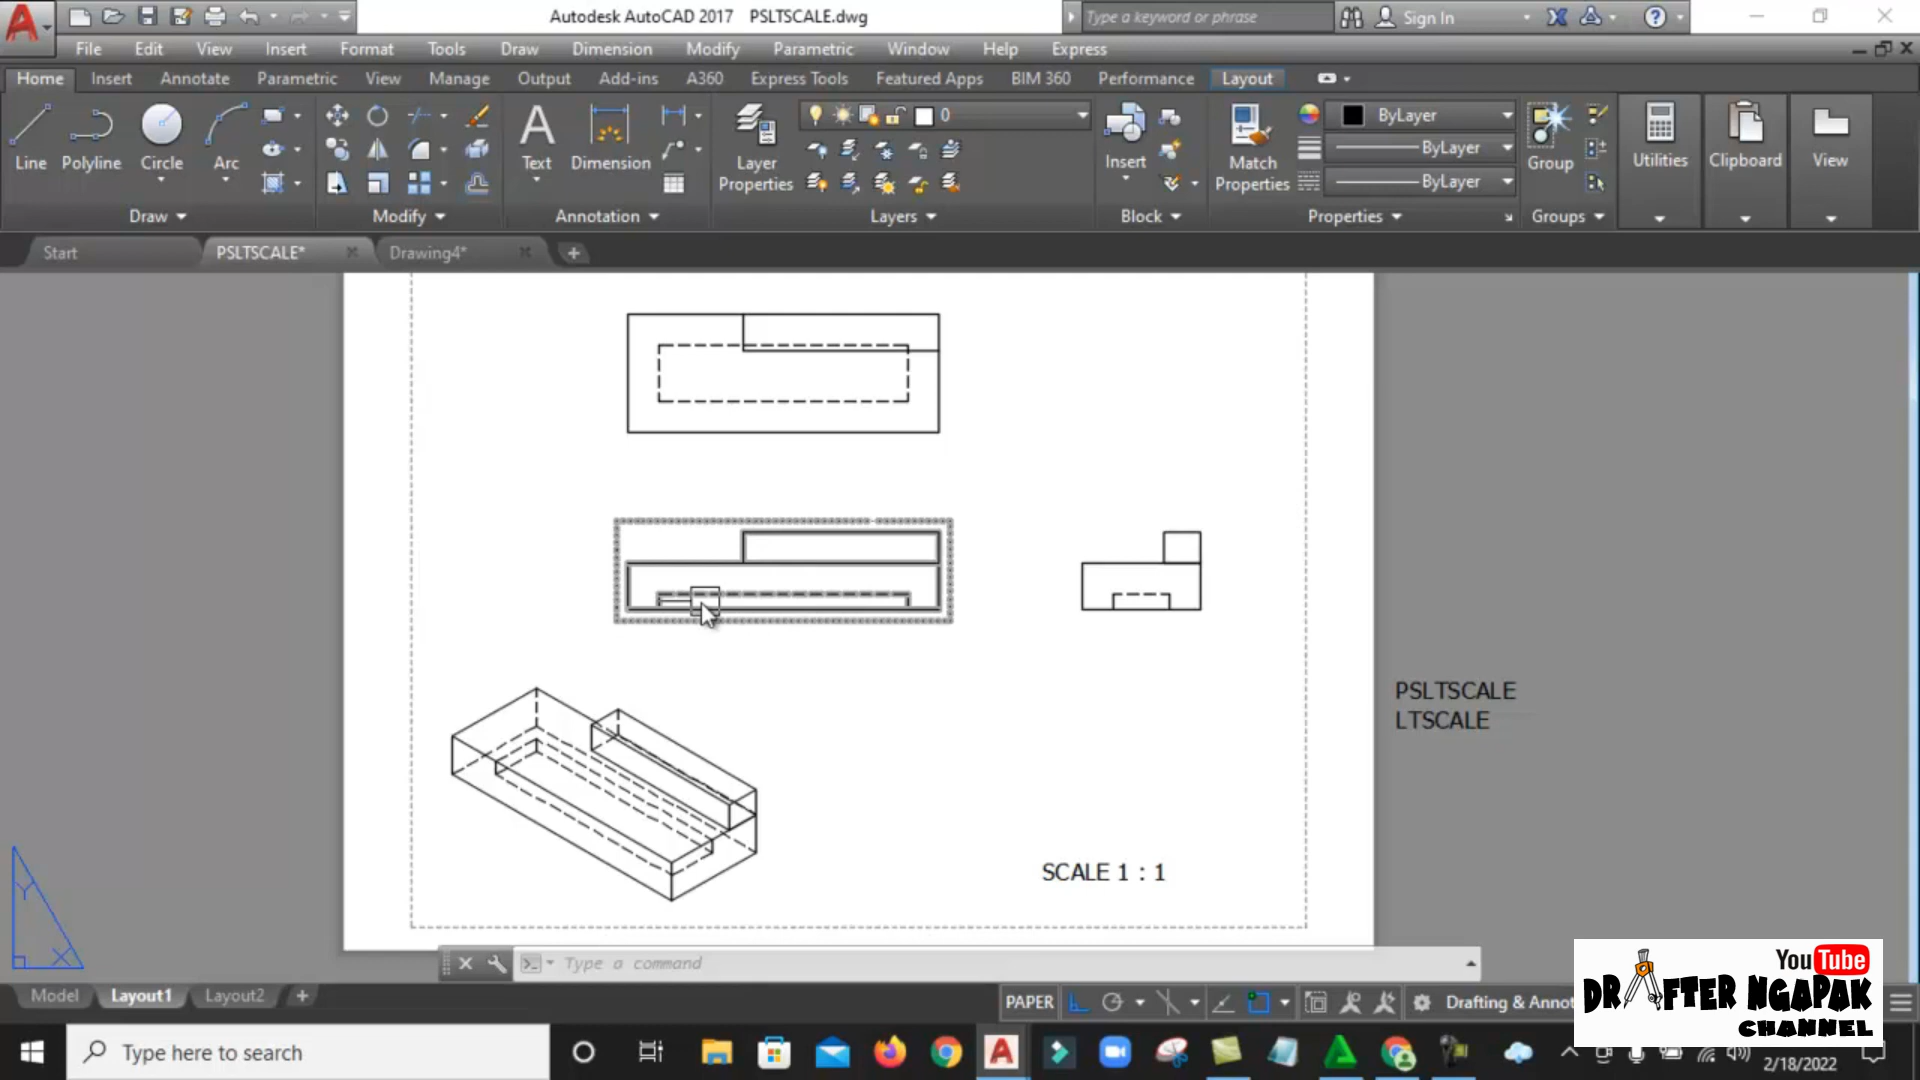 Autodesk AutoCAD 2017 PSLTSCALE.dwg
Type a keyword or phrase
Sign In
File Edit View Insert Format Tools Draw Dimension Modify Parametric Window Help Express
Home Insert Annotate Parametric View Manage Output Add-ins A360 Express Tools Featured Apps BIM 360 Performance Layout
0
ByLayer
ByLayer
ByLayer
Line Polyline Circle Arc
Text Dimension
Layer Properties
Insert
Match Properties
Group
Utilities Clipboard View
Draw Modify Annotation Layers Block Properties Groups
Start PSLTSCALE* Drawing4*
PSLTSCALE
LTSCALE
SCALE 1 : 1
Y
X
Type a command
Model Layout1 Layout2
PAPER
Drafting & Anno
YouTube
DRAFTER NGAPAK
CHANNEL
Type here to search
2/18/2022